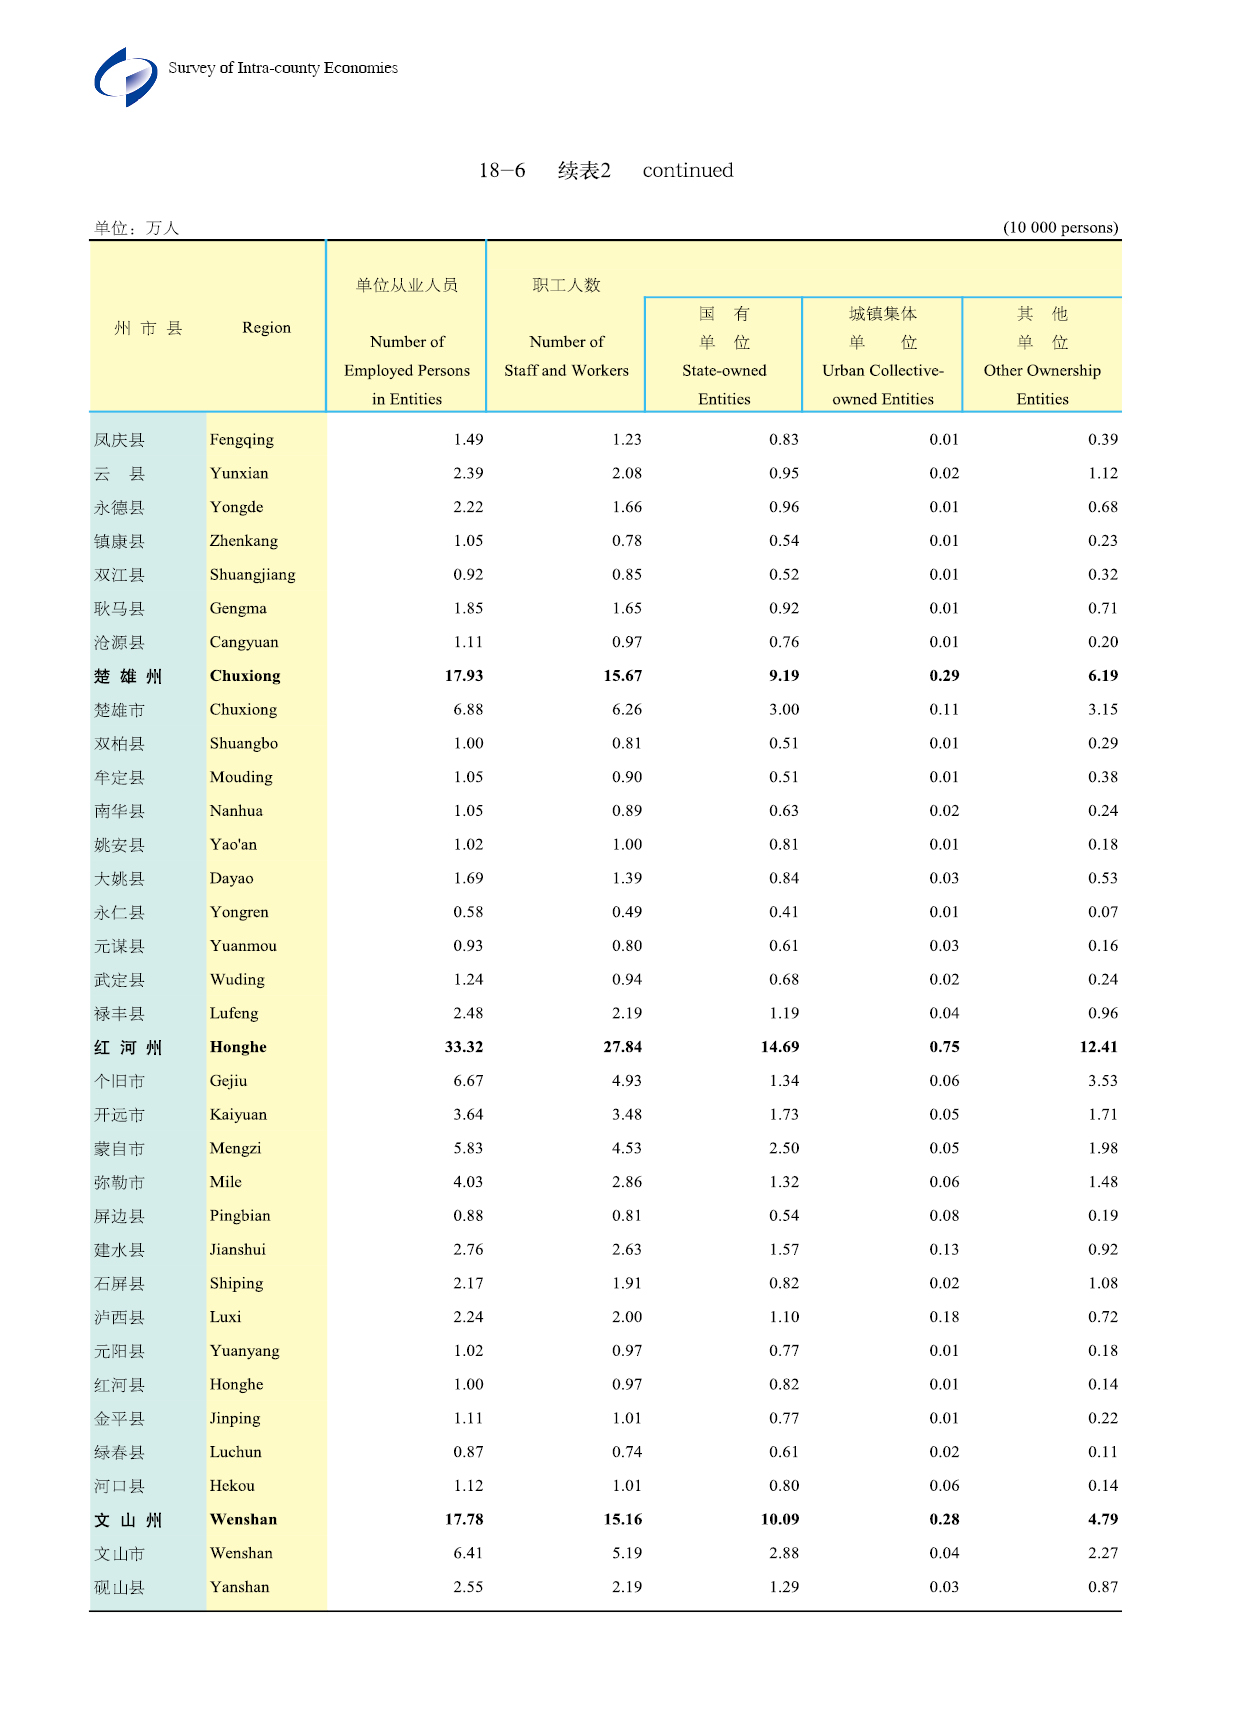 Survey of Intra-county Economies
18-6 续表2 continued
单位：万人 (10 000 persons)
州 市 县 Region 单位从业人员 职工人数
Number of Employed Persons in Entities
Number of Staff and Workers
国 有 单 位 State-owned Entities
城镇集体 单 位 Urban Collective-owned Entities
其 他 单 位 Other Ownership Entities
凤庆县 Fengqing 1.49 1.23 0.83 0.01 0.39
云 县 Yunxian 2.39 2.08 0.95 0.02 1.12
永德县 Yongde 2.22 1.66 0.96 0.01 0.68
镇康县 Zhenkang 1.05 0.78 0.54 0.01 0.23
双江县 Shuangjiang 0.92 0.85 0.52 0.01 0.32
耿马县 Gengma 1.85 1.65 0.92 0.01 0.71
沧源县 Cangyuan 1.11 0.97 0.76 0.01 0.20
楚 雄 州 Chuxiong 17.93 15.67 9.19 0.29 6.19
楚雄市 Chuxiong 6.88 6.26 3.00 0.11 3.15
双柏县 Shuangbo 1.00 0.81 0.51 0.01 0.29
牟定县 Mouding 1.05 0.90 0.51 0.01 0.38
南华县 Nanhua 1.05 0.89 0.63 0.02 0.24
姚安县 Yao'an 1.02 1.00 0.81 0.01 0.18
大姚县 Dayao 1.69 1.39 0.84 0.03 0.53
永仁县 Yongren 0.58 0.49 0.41 0.01 0.07
元谋县 Yuanmou 0.93 0.80 0.61 0.03 0.16
武定县 Wuding 1.24 0.94 0.68 0.02 0.24
禄丰县 Lufeng 2.48 2.19 1.19 0.04 0.96
红 河 州 Honghe 33.32 27.84 14.69 0.75 12.41
个旧市 Gejiu 6.67 4.93 1.34 0.06 3.53
开远市 Kaiyuan 3.64 3.48 1.73 0.05 1.71
蒙自市 Mengzi 5.83 4.53 2.50 0.05 1.98
弥勒市 Mile 4.03 2.86 1.32 0.06 1.48
屏边县 Pingbian 0.88 0.81 0.54 0.08 0.19
建水县 Jianshui 2.76 2.63 1.57 0.13 0.92
石屏县 Shiping 2.17 1.91 0.82 0.02 1.08
泸西县 Luxi 2.24 2.00 1.10 0.18 0.72
元阳县 Yuanyang 1.02 0.97 0.77 0.01 0.18
红河县 Honghe 1.00 0.97 0.82 0.01 0.14
金平县 Jinping 1.11 1.01 0.77 0.01 0.22
绿春县 Luchun 0.87 0.74 0.61 0.02 0.11
河口县 Hekou 1.12 1.01 0.80 0.06 0.14
文 山 州 Wenshan 17.78 15.16 10.09 0.28 4.79
文山市 Wenshan 6.41 5.19 2.88 0.04 2.27
砚山县 Yanshan 2.55 2.19 1.29 0.03 0.87